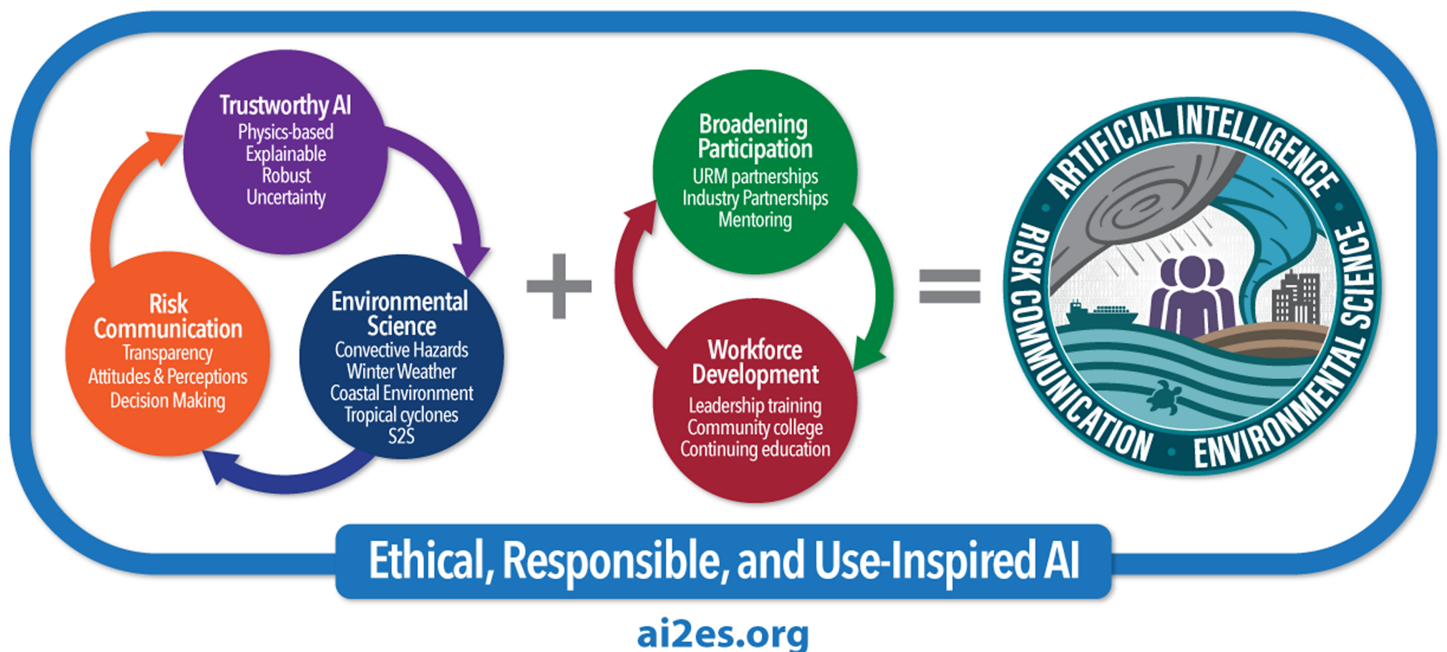 Trustworthy AI
Physics-based
Explainable
Robust
Uncertainty
Environmental
Science
Convective Hazards
Winter Weather
Coastal Environment
Tropical cyclones
S2S
Risk
Communication
Transparency
Attitudes & Perceptions
Decision Making
+
Broadening
Participation
URM partnerships
Industry Partnerships
Mentoring
Workforce
Development
Leadership training
Community college
Continuing education
=
ARTIFICIAL INTELLIGENCE
ENVIRONMENTAL SCIENCE
RISK COMMUNICATION
Ethical, Responsible, and Use-Inspired AI
ai2es.org